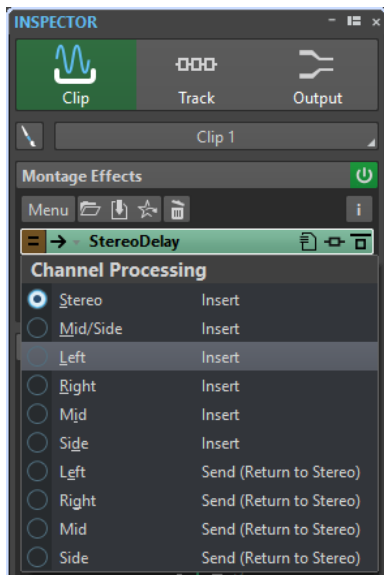 INSPECTOR
Clip Track Output
Clip 1
Montage Effects
Menu i
StereoDelay
Channel Processing
Stereo Insert
Mid/Side Insert
Left Insert
Right Insert
Mid Insert
Side Insert
Left Send (Return to Stereo)
Right Send (Return to Stereo)
Mid Send (Return to Stereo)
Side Send (Return to Stereo)